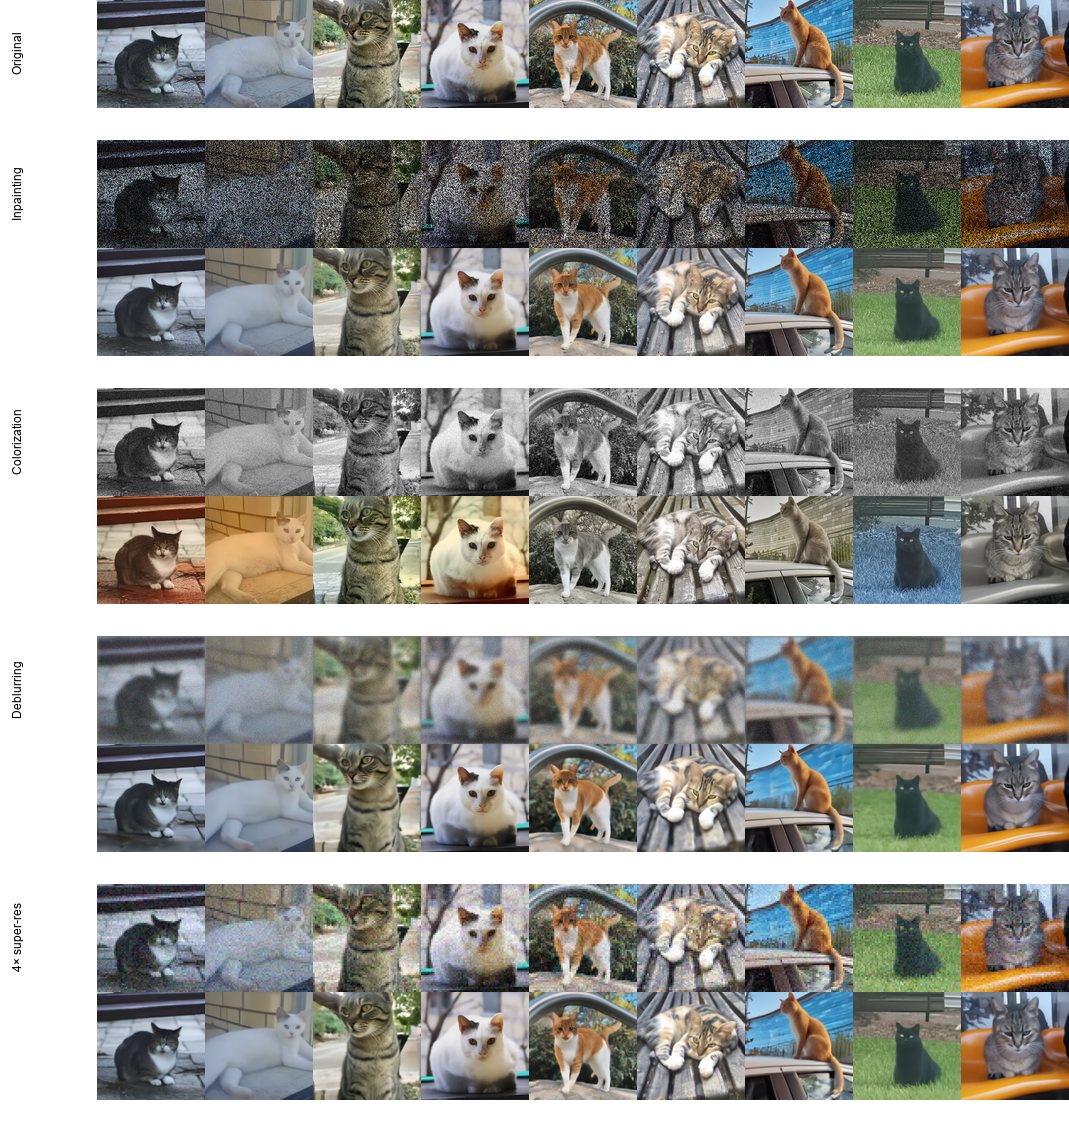 Original
Inpainting
Colorization
Deblurring
4× super-res